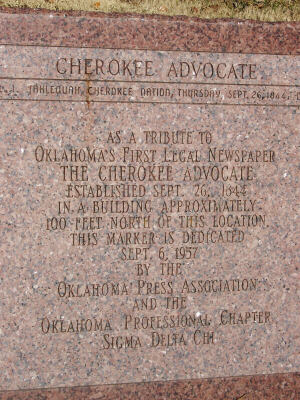 CHEROKEE ADVOCATE
TAHLEQUAH, CHEROKEE NATION, THURSDAY, SEPT. 26, 1844.
AS A TRIBUTE TO
OKLAHOMA'S FIRST LEGAL NEWSPAPER
THE CHEROKEE ADVOCATE
ESTABLISHED SEPT. 26, 1844
IN A BUILDING APPROXIMATELY
100 FEET NORTH OF THIS LOCATION
THIS MARKER IS DEDICATED
SEPT. 6, 1957
BY THE
OKLAHOMA PRESS ASSOCIATION
AND THE
OKLAHOMA PROFESSIONAL CHAPTER
SIGMA DELTA CHI